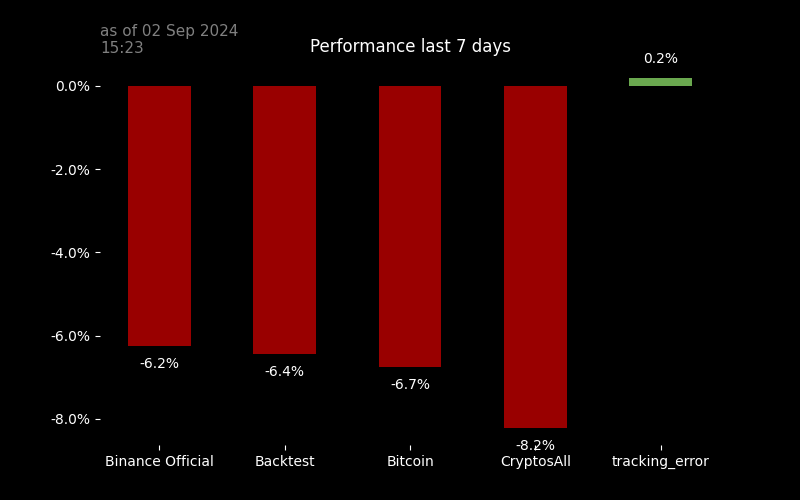 as of 02 Sep 2024
15:23
Performance last 7 days
0.2%
0.0%
-2.0%
-4.0%
-6.0%
-8.0%
-6.2%
-6.4%
-6.7%
-8.2%
Binance Official
Backtest
Bitcoin
CryptosAll
tracking_error